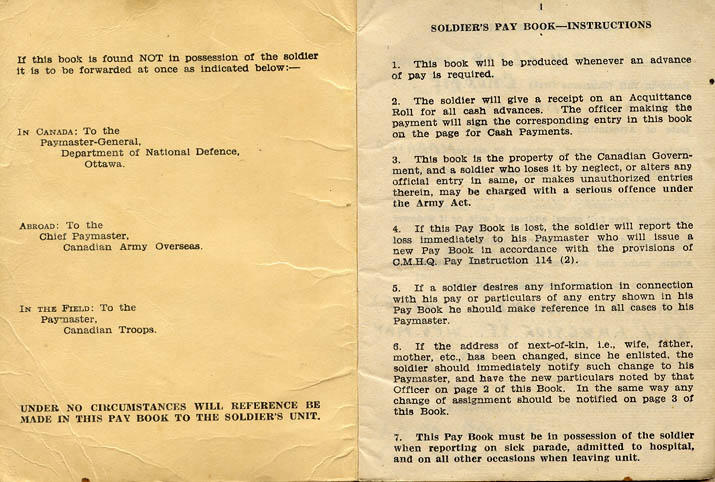 If this book is found NOT in possession of the soldier
it is to be forwarded at once as indicated below:—
IN CANADA: To the
Paymaster-General,
Department of National Defence,
Ottawa.
ABROAD: To the
Chief Paymaster,
Canadian Army Overseas.
IN THE FIELD: To the
Paymaster,
Canadian Troops.
UNDER NO CIRCUMSTANCES WILL REFERENCE BE
MADE IN THIS PAY BOOK TO THE SOLDIER'S UNIT.
1
SOLDIER'S PAY BOOK—INSTRUCTIONS
1. This book will be produced whenever an advance
of pay is required.
2. The soldier will give a receipt on an Acquittance
Roll for all cash advances. The officer making the
payment will sign the corresponding entry in this book
on the page for Cash Payments.
3. This book is the property of the Canadian Govern-
ment, and a soldier who loses it by neglect, or alters any
official entry in same, or makes unauthorized entries
therein, may be charged with a serious offence under
the Army Act.
4. If this Pay Book is lost, the soldier will report the
loss immediately to his Paymaster who will issue a
new Pay Book in accordance with the provisions of
C.M.H.Q. Pay Instruction 114 (2).
5. If a soldier desires any information in connection
with his pay or particulars of any entry shown in his
Pay Book he should make reference in all cases to his
Paymaster.
6. If the address of next-of-kin, i.e., wife, father,
mother, etc., has been changed, since he enlisted, the
soldier should immediately notify such change to his
Paymaster, and have the new particulars noted by that
Officer on page 2 of this Book. In the same way any
change of assignment should be notified on page 3 of
this Book.
7. This Pay Book must be in possession of the soldier
when reporting on sick parade, admitted to hospital,
and on all other occasions when leaving unit.